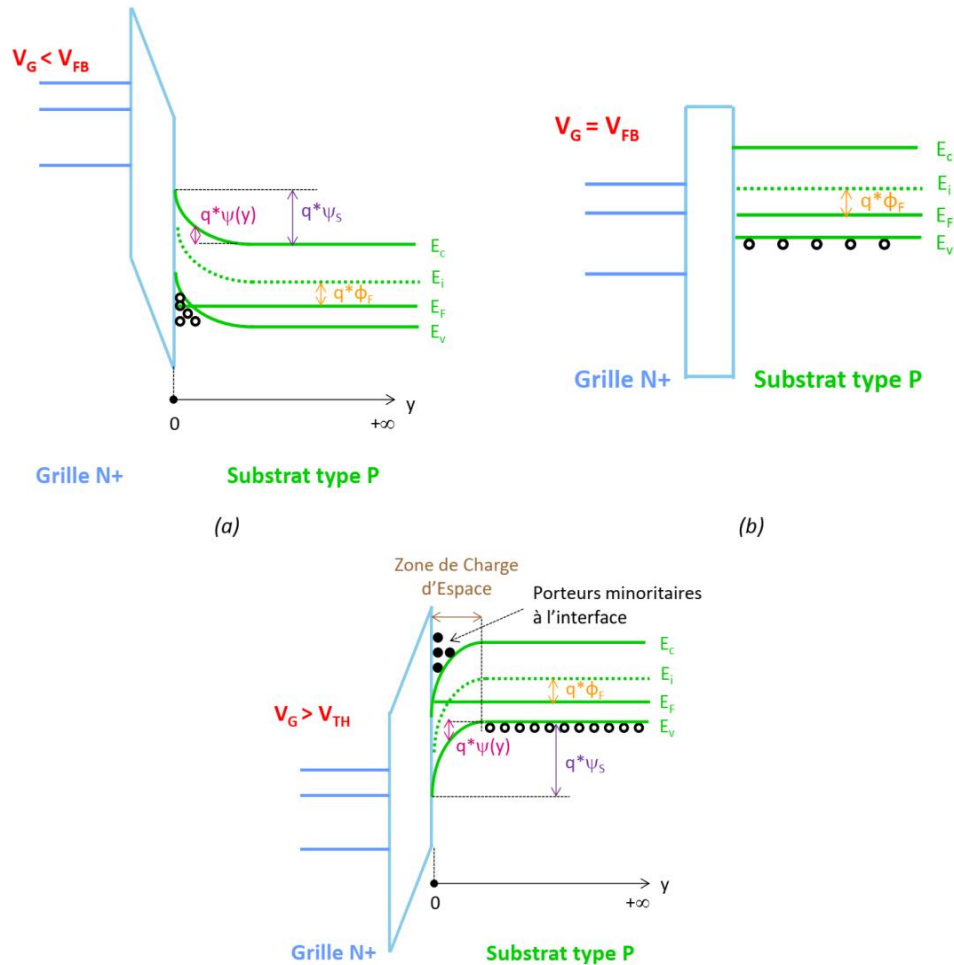 V_G < V_FB
q*ψ(y)
q*ψ_S
E_c
E_i
q*ϕ_F
E_F
E_v
y
0
+∞
Grille N+
Substrat type P
(a)
V_G = V_FB
E_c
E_i
q*ϕ_F
E_F
E_v
Grille N+
Substrat type P
(b)
Zone de Charge
d'Espace
Porteurs minoritaires
à l'interface
E_c
E_i
q*ϕ_F
E_F
V_G > V_TH
E_v
q*ψ(y)
q*ψ_S
y
0
+∞
Grille N+
Substrat type P